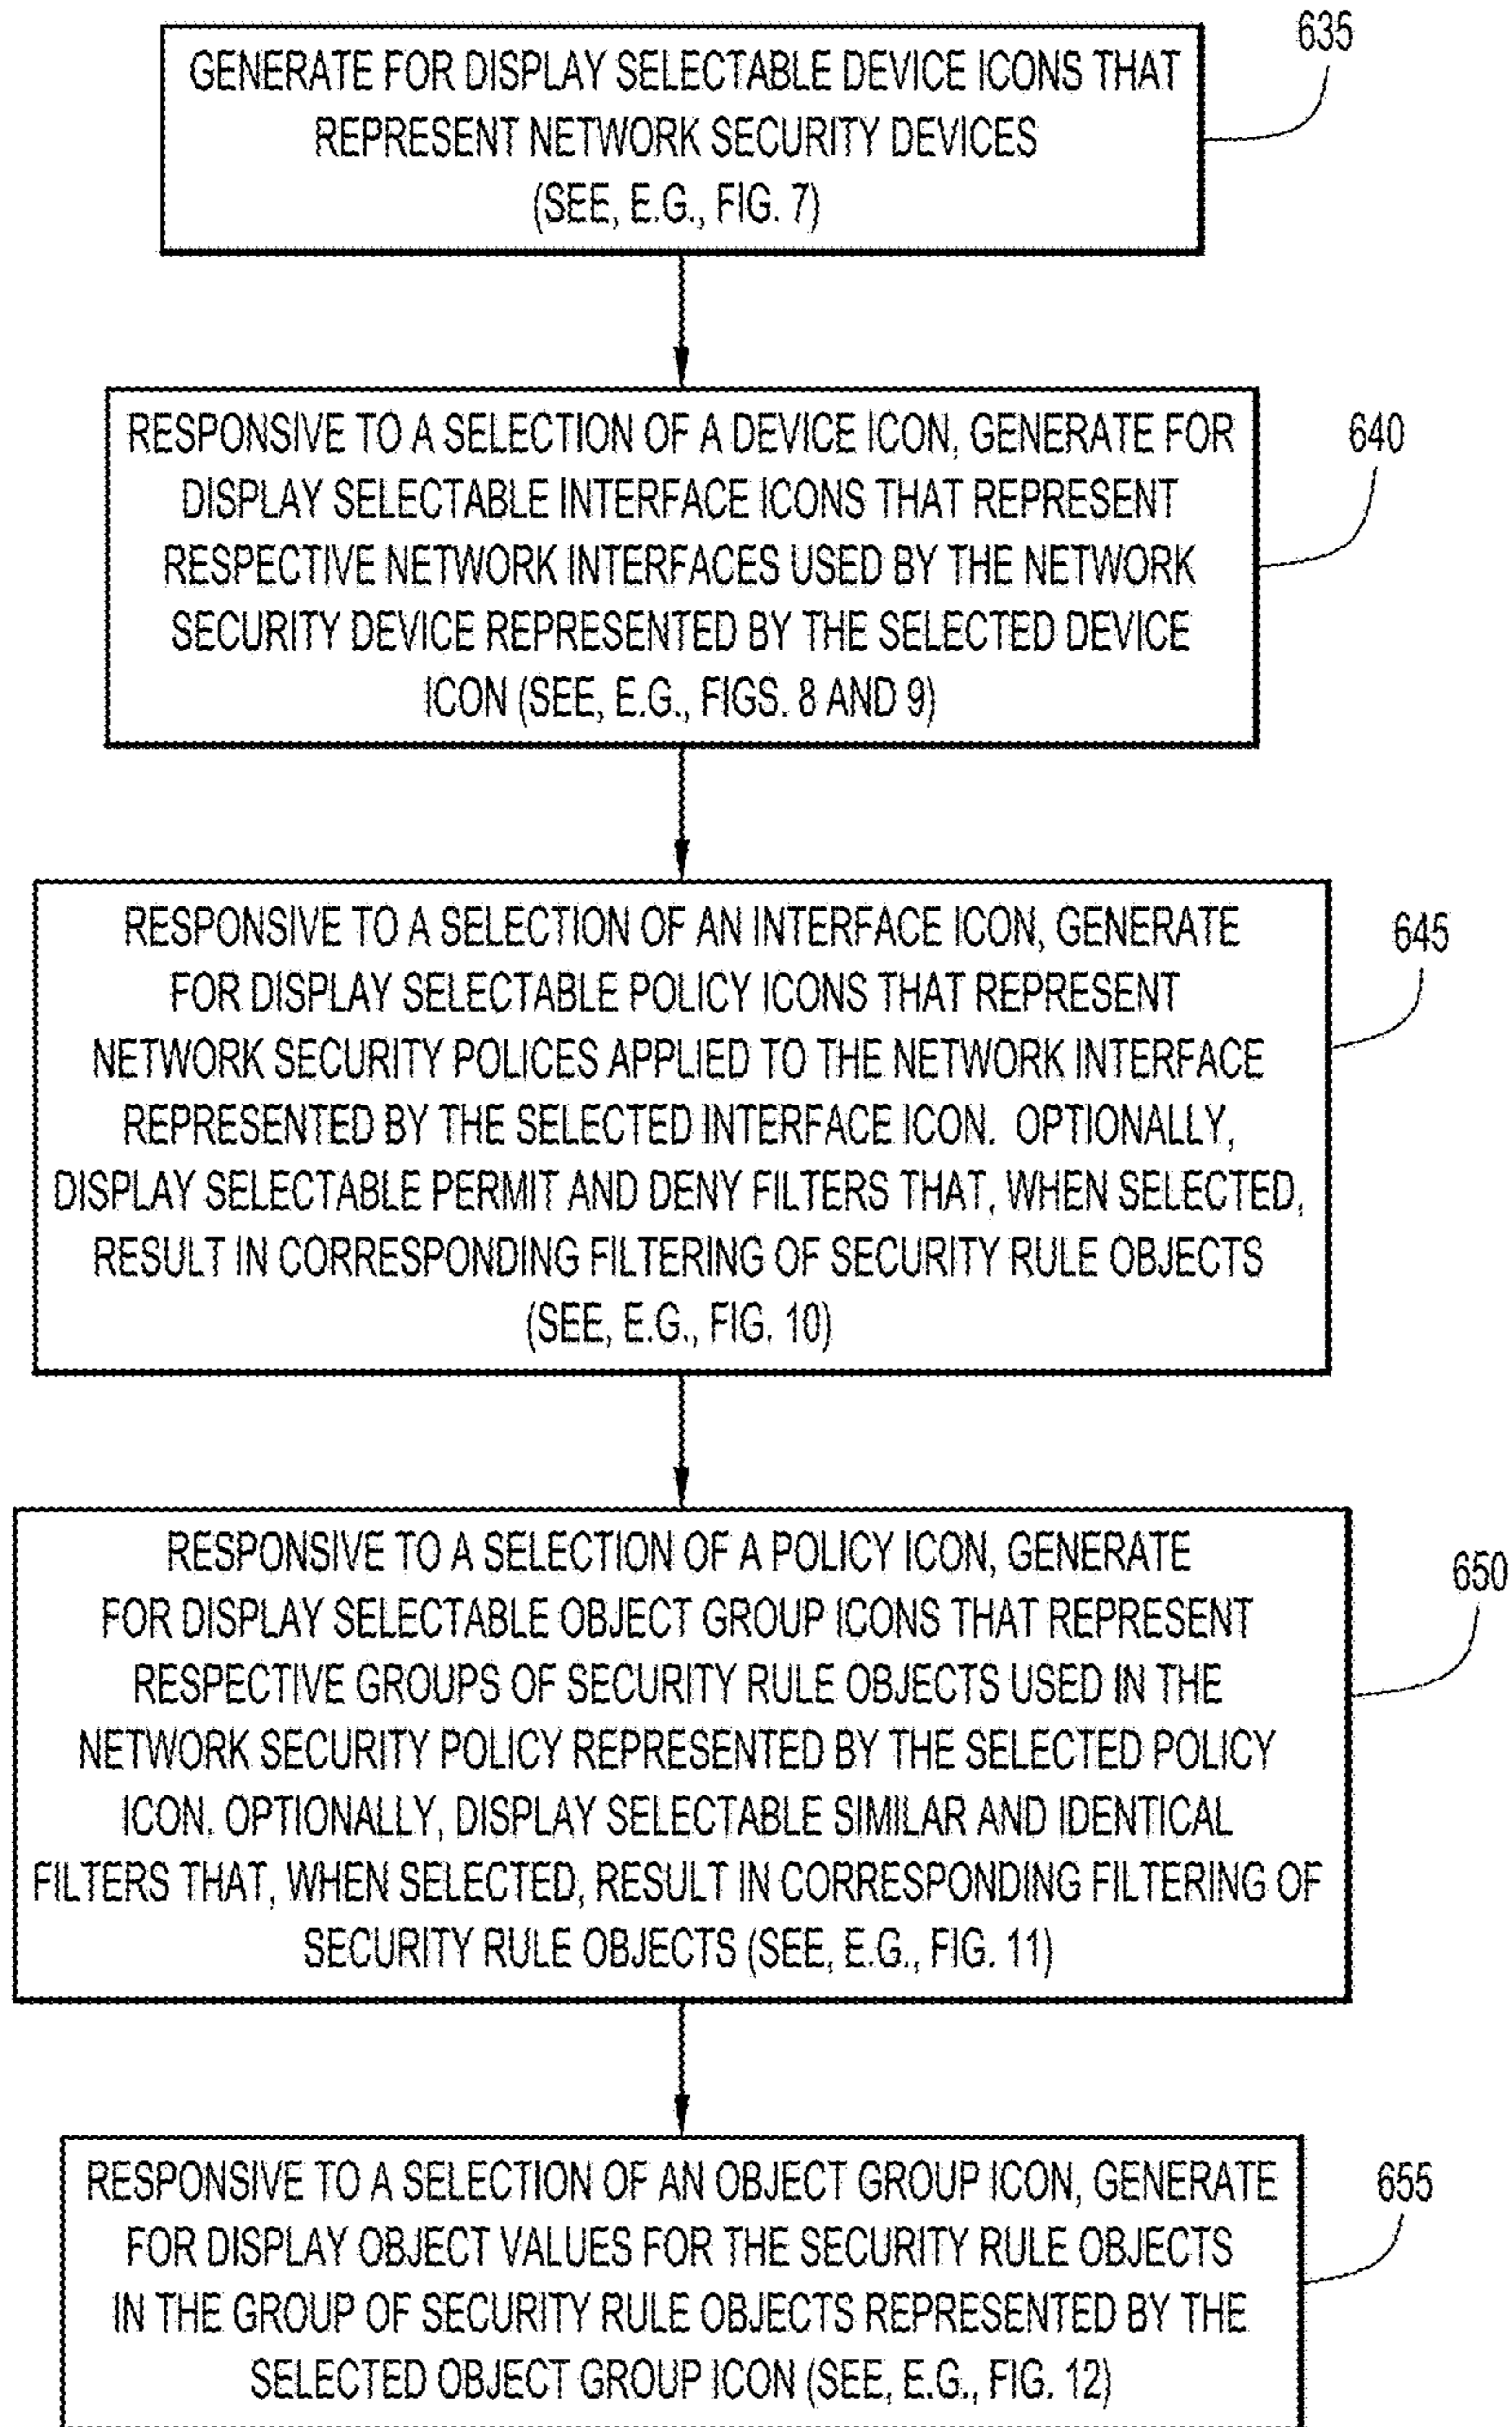 635
GENERATE FOR DISPLAY SELECTABLE DEVICE ICONS THAT
REPRESENT NETWORK SECURITY DEVICES
(SEE, E.G., FIG. 7)
640
RESPONSIVE TO A SELECTION OF A DEVICE ICON, GENERATE FOR
DISPLAY SELECTABLE INTERFACE ICONS THAT REPRESENT
RESPECTIVE NETWORK INTERFACES USED BY THE NETWORK
SECURITY DEVICE REPRESENTED BY THE SELECTED DEVICE
ICON (SEE, E.G., FIGS. 8 AND 9)
645
RESPONSIVE TO A SELECTION OF AN INTERFACE ICON, GENERATE
FOR DISPLAY SELECTABLE POLICY ICONS THAT REPRESENT
NETWORK SECURITY POLICES APPLIED TO THE NETWORK INTERFACE
REPRESENTED BY THE SELECTED INTERFACE ICON. OPTIONALLY,
DISPLAY SELECTABLE PERMIT AND DENY FILTERS THAT, WHEN SELECTED,
RESULT IN CORRESPONDING FILTERING OF SECURITY RULE OBJECTS
(SEE, E.G., FIG. 10)
650
RESPONSIVE TO A SELECTION OF A POLICY ICON, GENERATE
FOR DISPLAY SELECTABLE OBJECT GROUP ICONS THAT REPRESENT
RESPECTIVE GROUPS OF SECURITY RULE OBJECTS USED IN THE
NETWORK SECURITY POLICY REPRESENTED BY THE SELECTED POLICY
ICON. OPTIONALLY, DISPLAY SELECTABLE SIMILAR AND IDENTICAL
FILTERS THAT, WHEN SELECTED, RESULT IN CORRESPONDING FILTERING OF
SECURITY RULE OBJECTS (SEE, E.G., FIG. 11)
655
RESPONSIVE TO A SELECTION OF AN OBJECT GROUP ICON, GENERATE
FOR DISPLAY OBJECT VALUES FOR THE SECURITY RULE OBJECTS
IN THE GROUP OF SECURITY RULE OBJECTS REPRESENTED BY THE
SELECTED OBJECT GROUP ICON (SEE, E.G., FIG. 12)